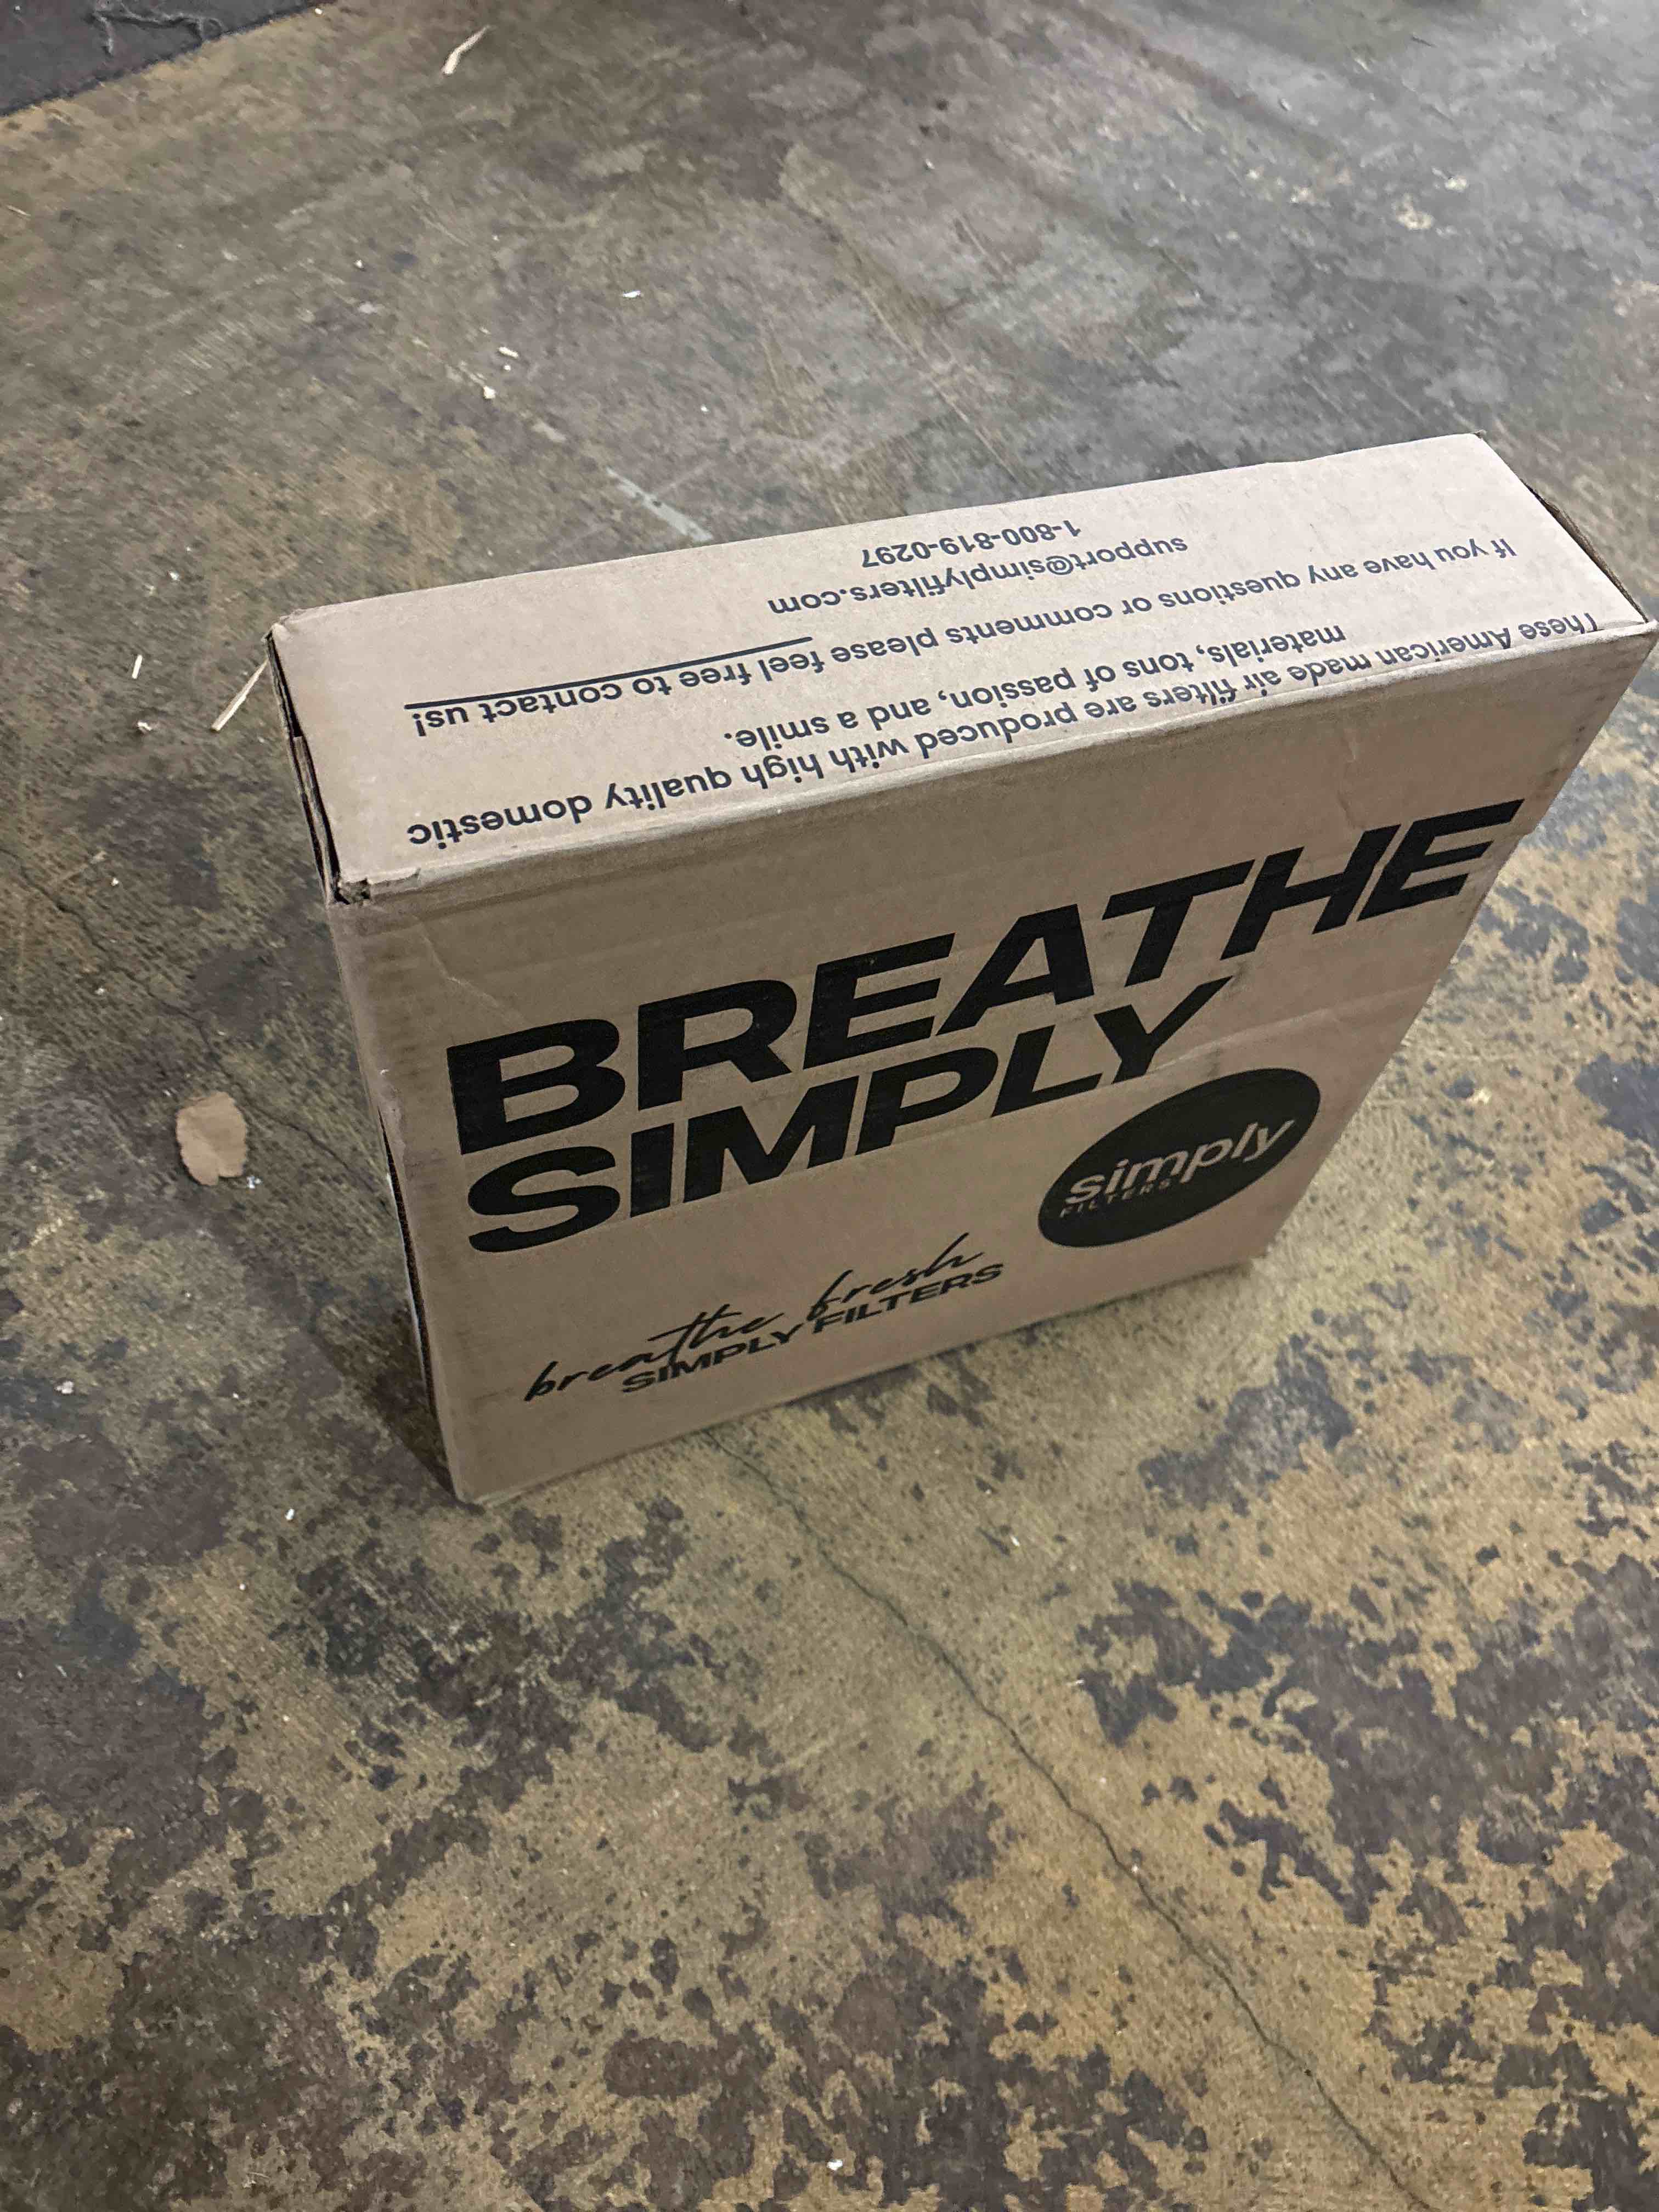 These American made air filters are produced with high quality domestic
materials, tons of passion, and a smile.
If you have any questions or comments please feel free to contact us!
support@simplyfilters.com
1-800-819-0297
BREATHE
SIMPLY
simply
FILTERS
breathe fresh
SIMPLY FILTERS